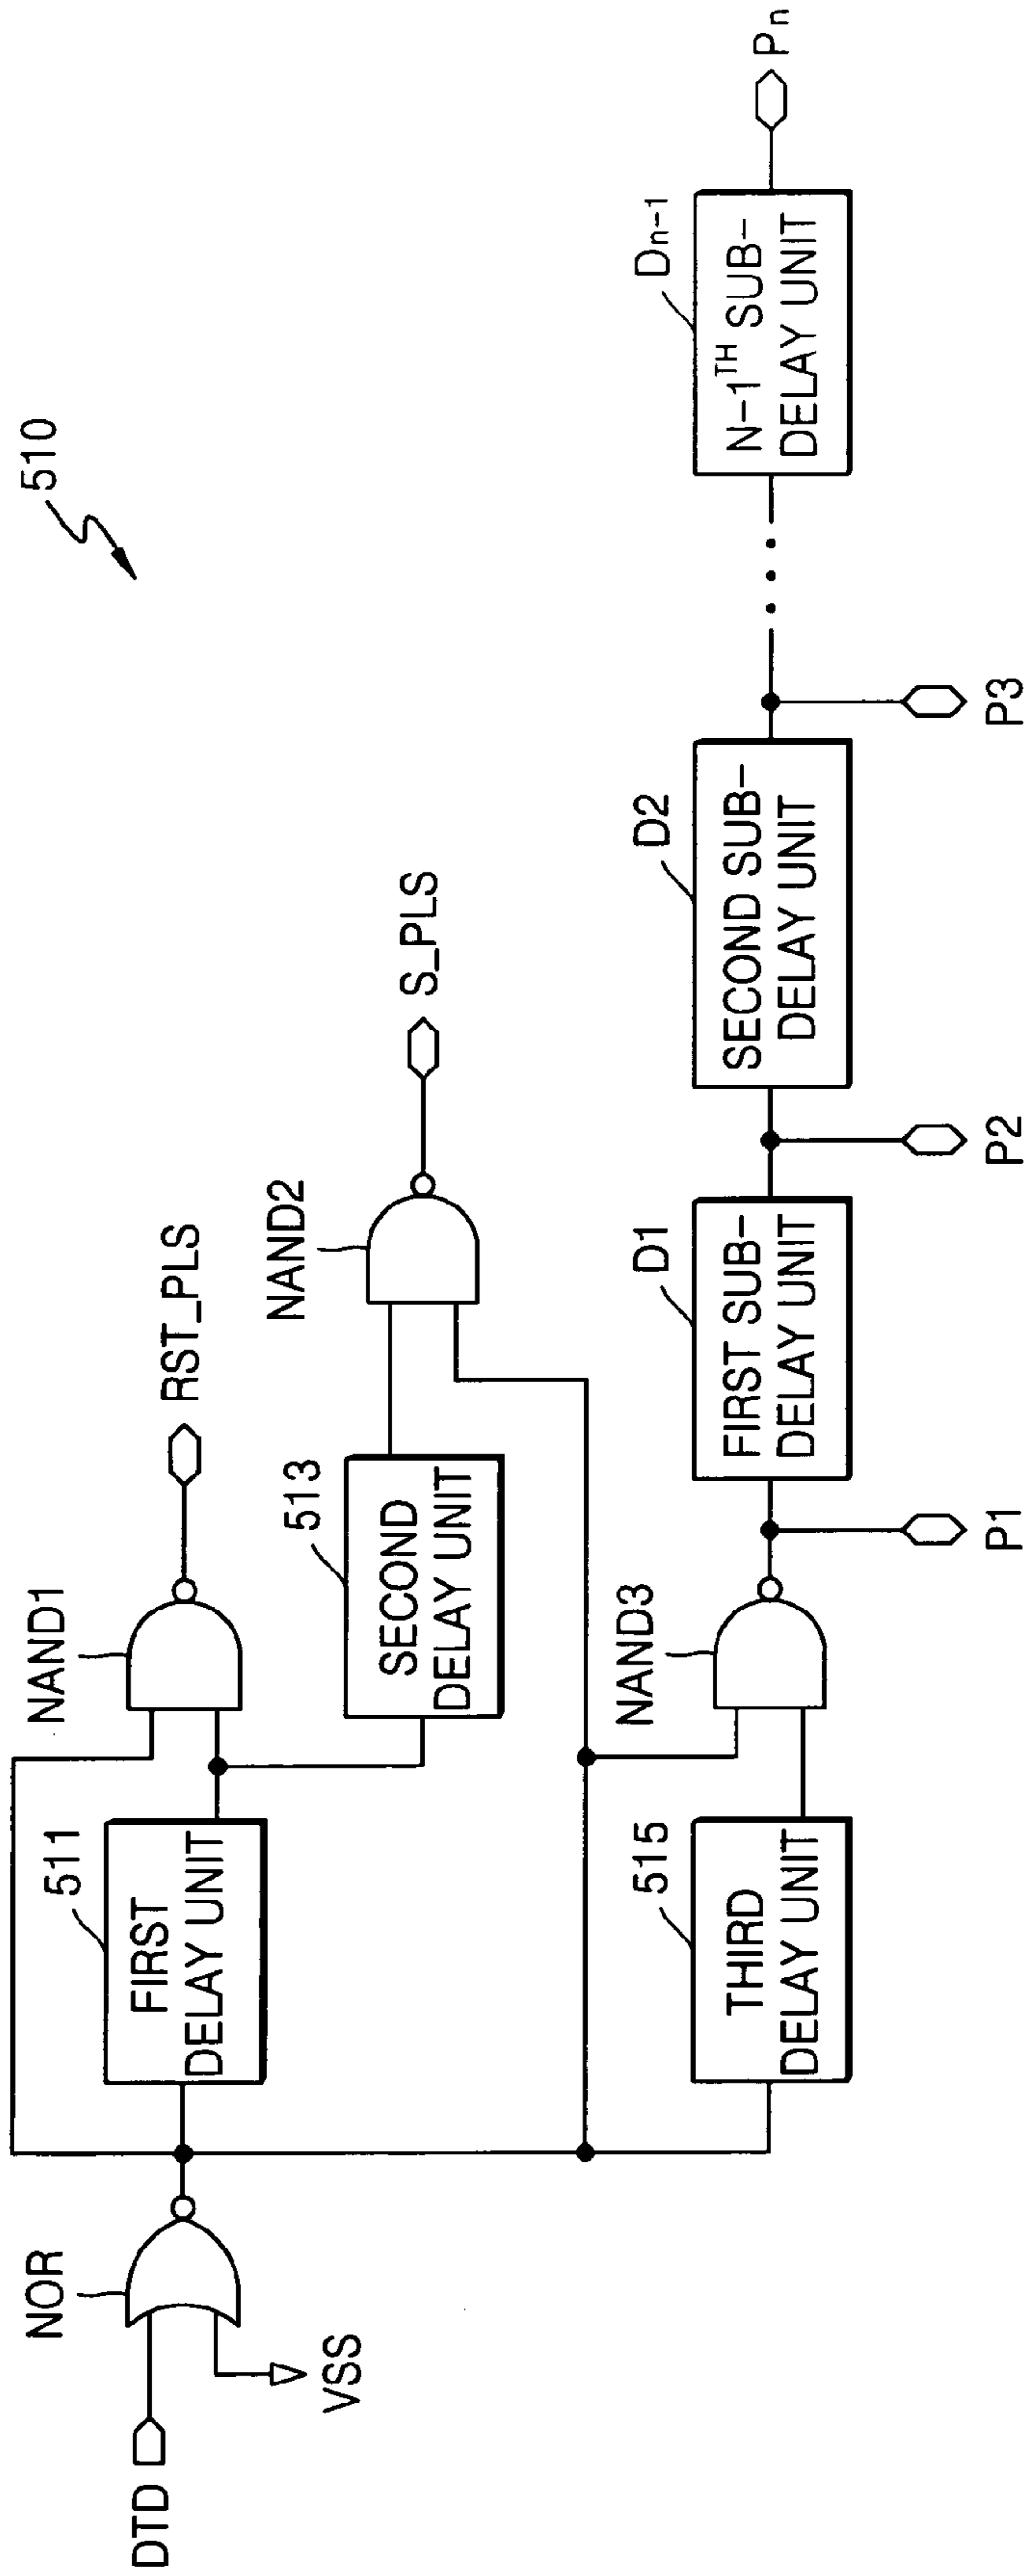 510
NOR
DTD
VSS
511
FIRST
DELAY UNIT
NAND1
RST_PLS
513
SECOND
DELAY UNIT
NAND2
S_PLS
515
THIRD
DELAY UNIT
NAND3
P1
D1
FIRST SUB-
DELAY UNIT
P2
D2
SECOND SUB-
DELAY UNIT
P3
Dn-1
N-1TH SUB-
DELAY UNIT
Pn